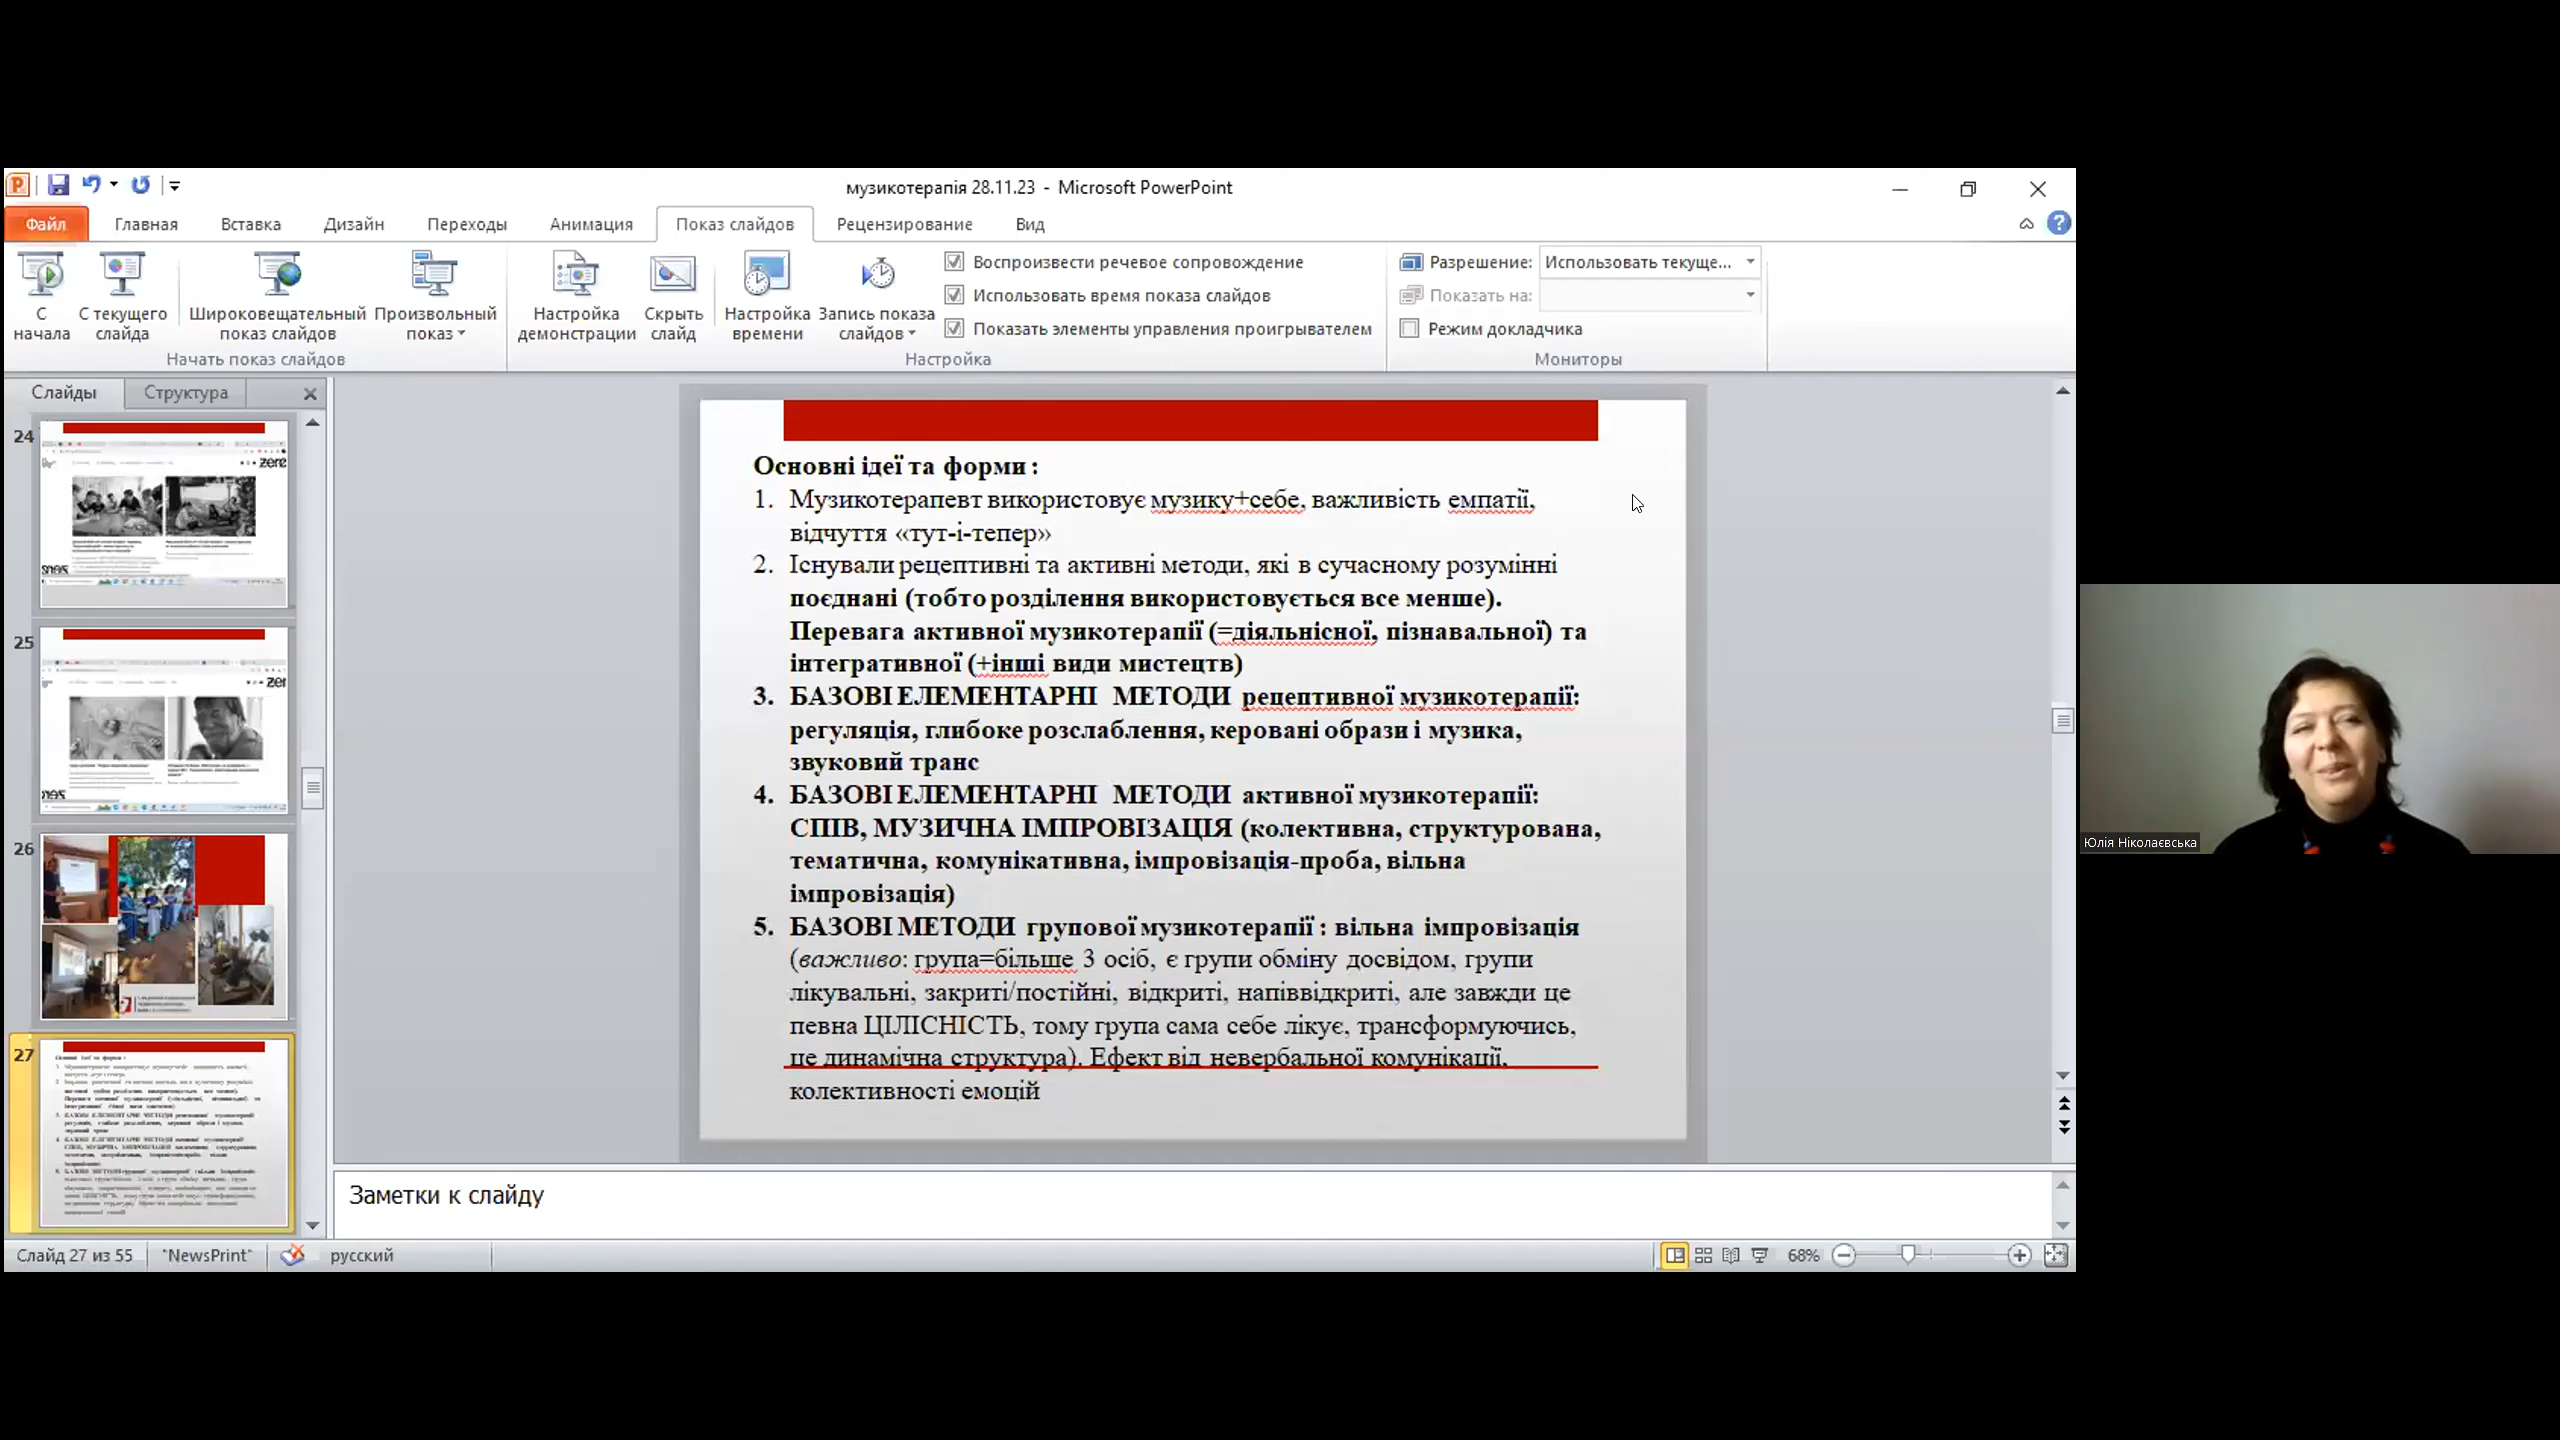 музикотерапія 28.11.23 - Microsoft PowerPoint
Файл Главная Вставка Дизайн Переходы Анимация Показ слайдов Рецензирование Вид
С начала
С текущего слайда
Широковещательный показ слайдов
Произвольный показ
Начать показ слайдов
Настройка демонстрации
Скрыть слайд
Настройка времени
Запись показа слайдов
Воспроизвести речевое сопровождение
Использовать время показа слайдов
Показать элементы управления проигрывателем
Настройка
Разрешение: Использовать текуще...
Показать на:
Режим докладчика
Мониторы
Слайды Структура
24
25
26
27
Основні ідеї та форми :
1. Музикотерапевт використовує музику+себе, важливість емпатії,
відчуття «тут-і-тепер»
2. Існували рецептивні та активні методи, які в сучасному розумінні
поєднані (тобто розділення використовується все менше).
Перевага активної музикотерапії (=діяльнісної, пізнавальної) та
інтегративної (+інші види мистецтв)
3. БАЗОВІ ЕЛЕМЕНТАРНІ МЕТОДИ рецептивної музикотерапії:
регуляція, глибоке розслаблення, керовані образи і музика,
звуковий транс
4. БАЗОВІ ЕЛЕМЕНТАРНІ МЕТОДИ активної музикотерапії:
СПІВ, МУЗИЧНА ІМПРОВІЗАЦІЯ (колективна, структурована,
тематична, комунікативна, імпровізація-проба, вільна
імпровізація)
5. БАЗОВІ МЕТОДИ групової музикотерапії : вільна імпровізація
(важливо: група=більше 3 осіб, є групи обміну досвідом, групи
лікувальні, закриті/постійні, відкриті, напіввідкриті, але завжди це
певна ЦІЛІСНІСТЬ, тому група сама себе лікує, трансформуючись,
це динамічна структура). Ефект від невербальної комунікації,
колективності емоцій
Заметки к слайду
Слайд 27 из 55 "NewsPrint" русский 68%
Юлія Ніколаєвська